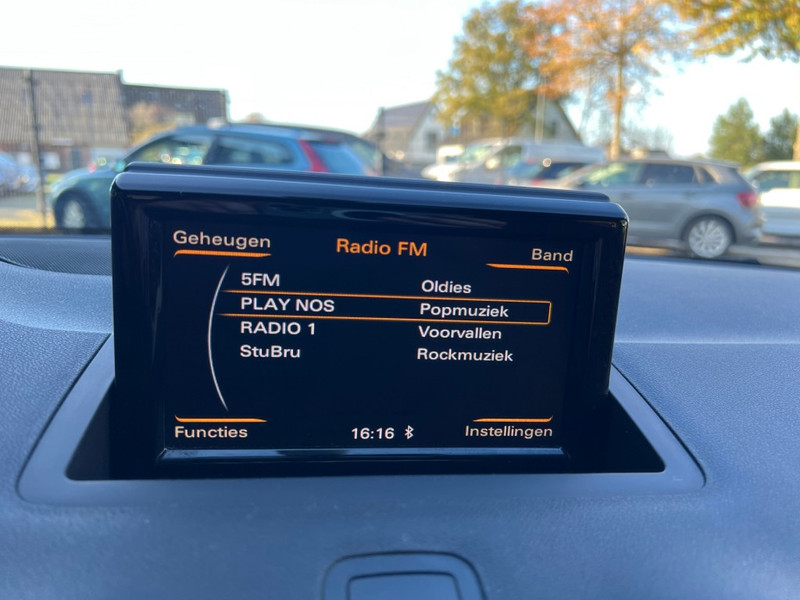 Geheugen Radio FM Band
5FM Oldies
PLAY NOS Popmuziek
RADIO 1 Voorvallen
StuBru Rockmuziek
Functies 16:16 Instellingen